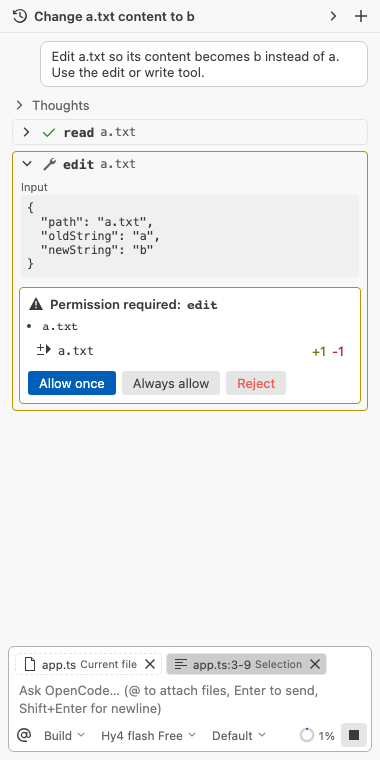 Change a.txt content to b
Edit a.txt so its content becomes b instead of a.
Use the edit or write tool.
Thoughts
read a.txt
edit a.txt
Input
{
"path": "a.txt",
"oldString": "a",
"newString": "b"
}
Permission required: edit
• a.txt
a.txt +1 -1
Allow once Always allow Reject
app.ts Current file app.ts:3-9 Selection
Ask OpenCode... (@ to attach files, Enter to send,
Shift+Enter for newline)
@ Build Hy4 flash Free Default 1%